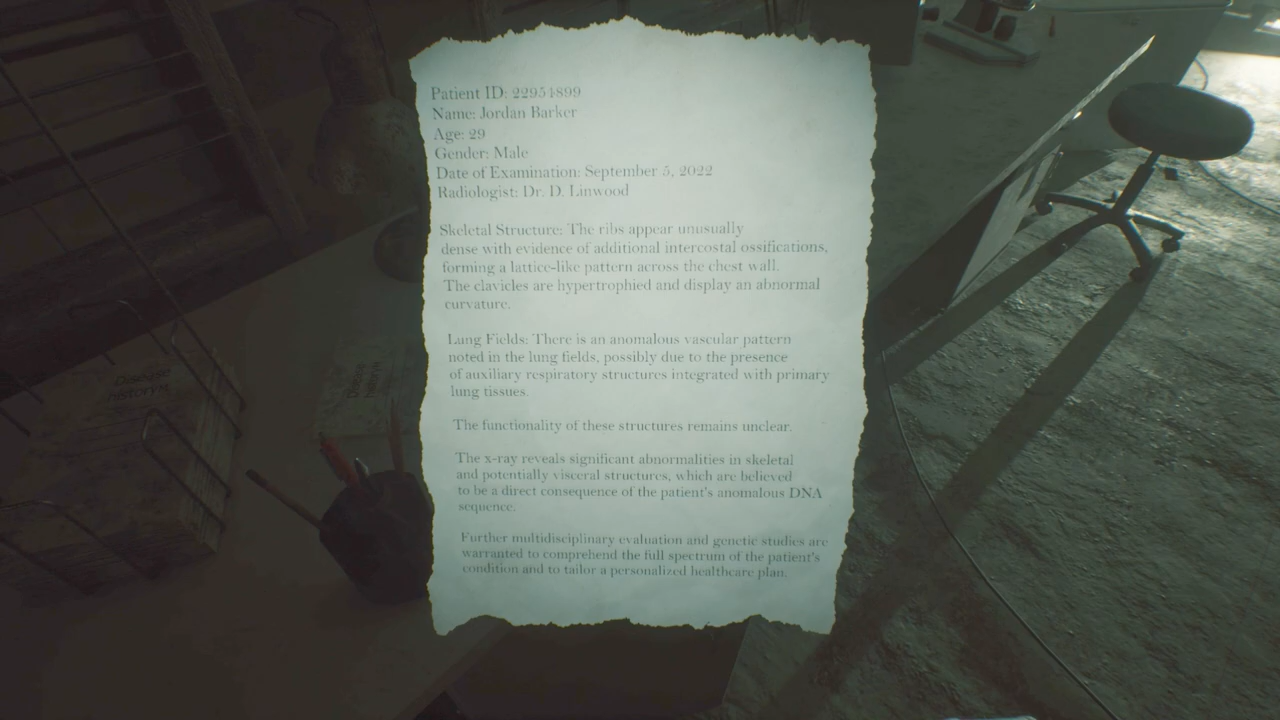 Patient ID: 22954899
Name: Jordan Barker
Age: 29
Gender: Male
Date of Examination: September 5, 2022
Radiologist: Dr. D. Linwood
Skeletal Structure: The ribs appear unusually
dense with evidence of additional intercostal ossifications,
forming a lattice-like pattern across the chest wall.
The clavicles are hypertrophied and display an abnormal
curvature.
Lung Fields: There is an anomalous vascular pattern
noted in the lung fields, possibly due to the presence
of auxiliary respiratory structures integrated with primary
lung tissues.
The functionality of these structures remains unclear.
The x-ray reveals significant abnormalities in skeletal
and potentially visceral structures, which are believed
to be a direct consequence of the patient's anomalous DNA
sequence.
Further multidisciplinary evaluation and genetic studies are
warranted to comprehend the full spectrum of the patient's
condition and to tailor a personalized healthcare plan.
Disease
history
Disease
history